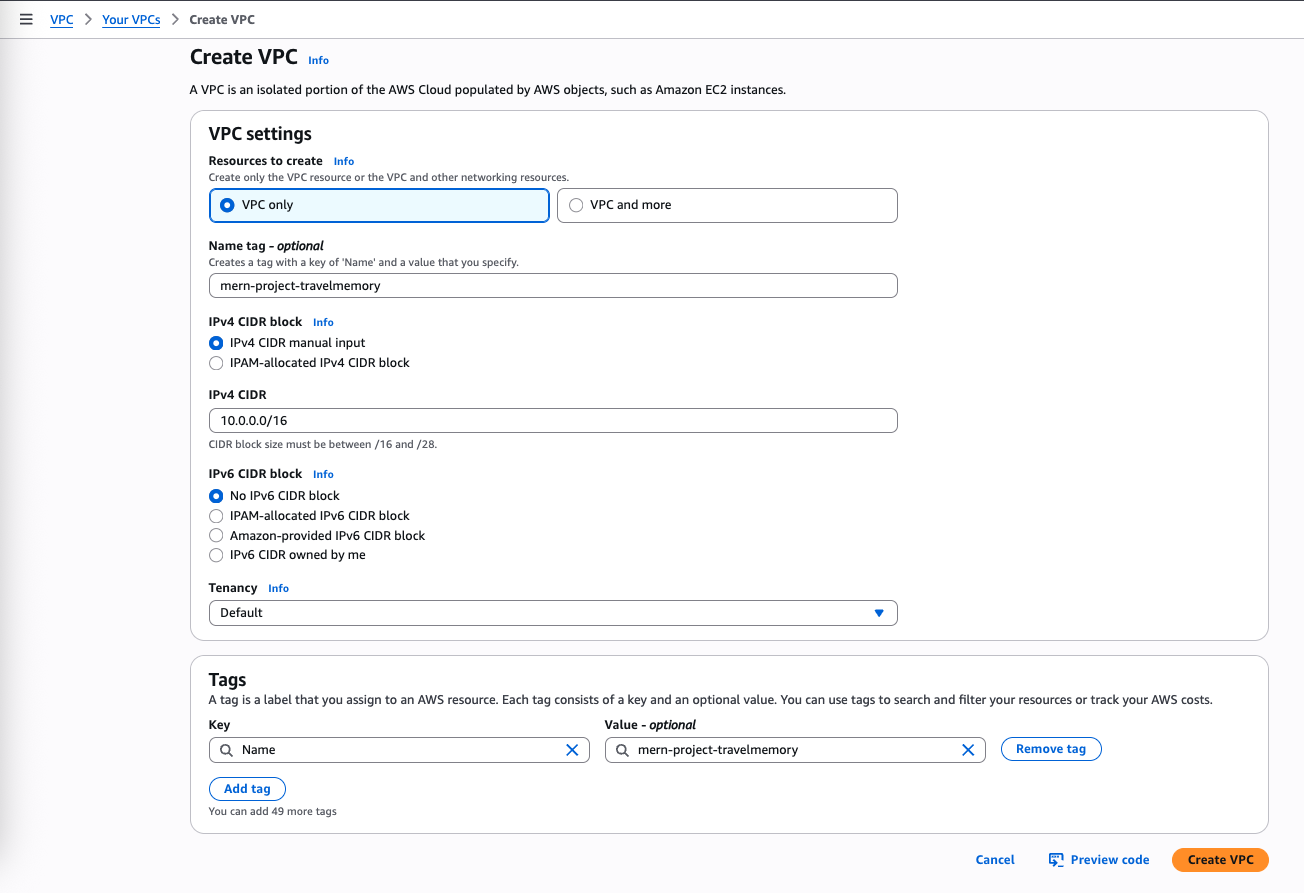 VPC > Your VPCs > Create VPC
Create VPC Info
A VPC is an isolated portion of the AWS Cloud populated by AWS objects, such as Amazon EC2 instances.
VPC settings
Resources to create Info
Create only the VPC resource or the VPC and other networking resources.
VPC only
VPC and more
Name tag - optional
Creates a tag with a key of 'Name' and a value that you specify.
mern-project-travelmemory
IPv4 CIDR block Info
IPv4 CIDR manual input
IPAM-allocated IPv4 CIDR block
IPv4 CIDR
10.0.0.0/16
CIDR block size must be between /16 and /28.
IPv6 CIDR block Info
No IPv6 CIDR block
IPAM-allocated IPv6 CIDR block
Amazon-provided IPv6 CIDR block
IPv6 CIDR owned by me
Tenancy Info
Default
Tags
A tag is a label that you assign to an AWS resource. Each tag consists of a key and an optional value. You can use tags to search and filter your resources or track your AWS costs.
Key
Value - optional
Name
mern-project-travelmemory
Remove tag
Add tag
You can add 49 more tags
Cancel
Preview code
Create VPC